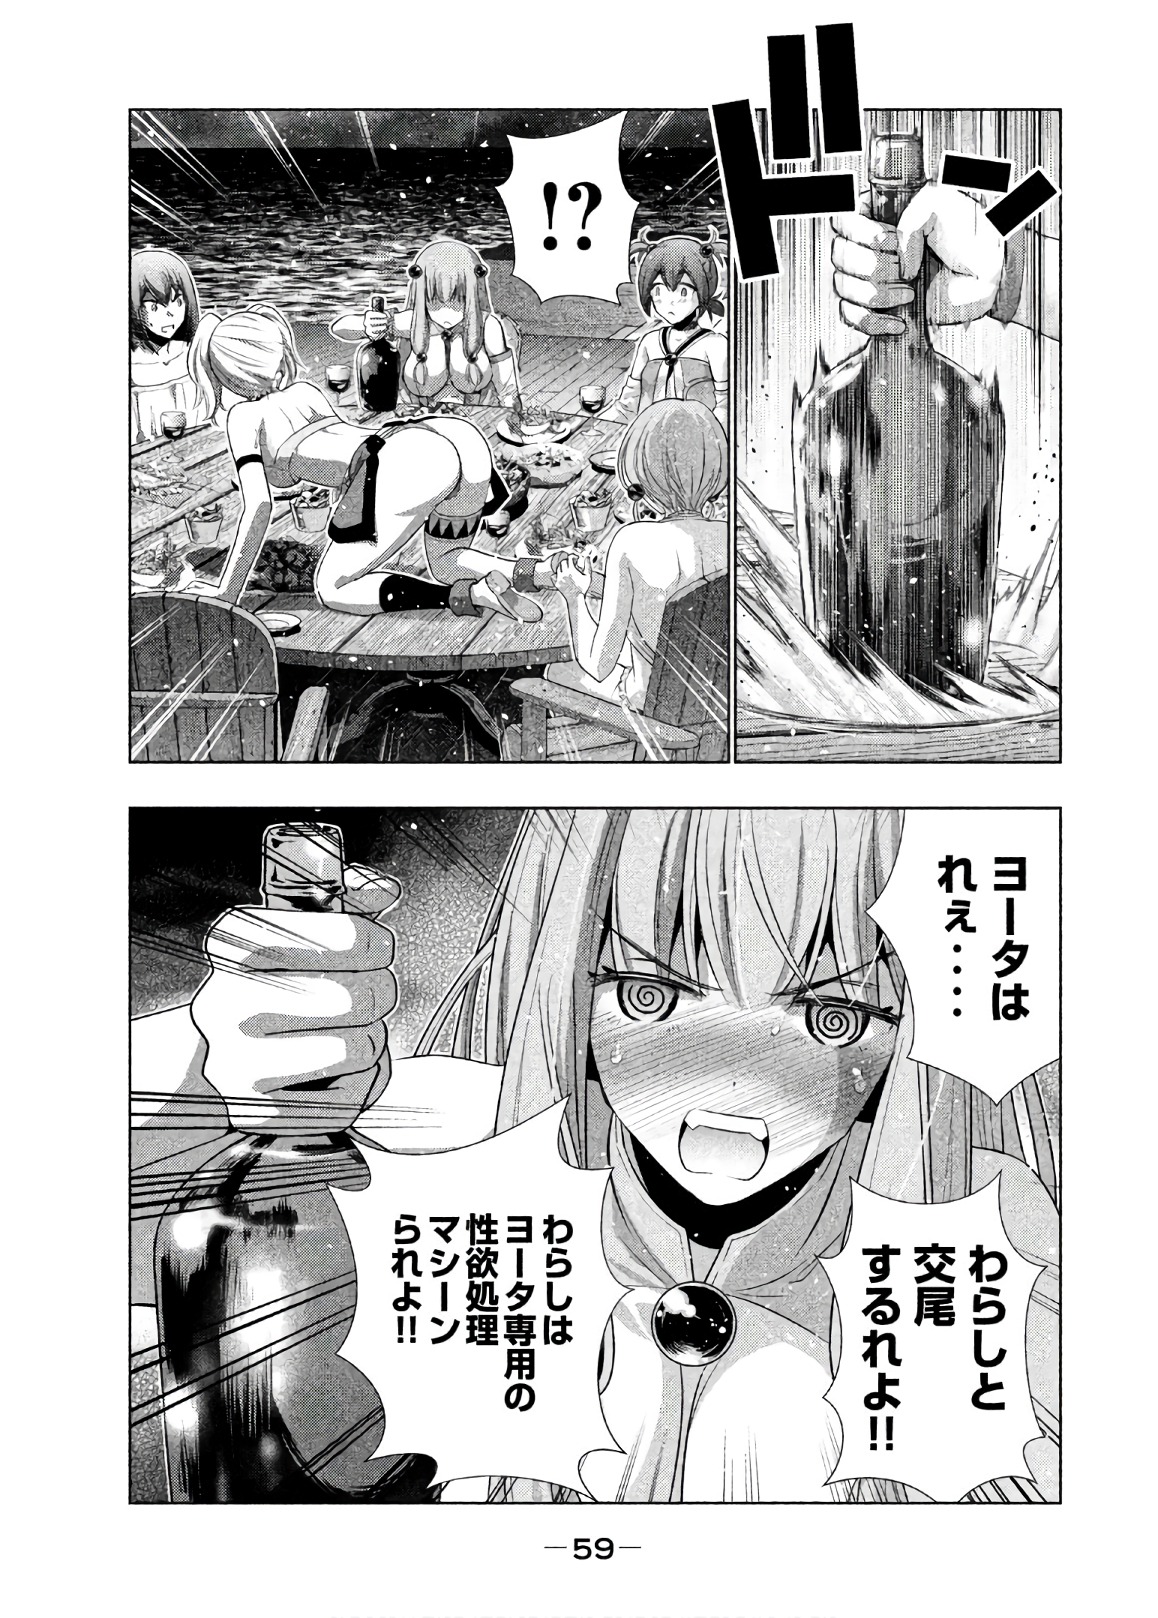 ドン
!?
ヨータは
れぇ‥‥
わらしと
交尾
するれよ!!
わらしは
ヨータ専用の
性欲処理
マシーン
られよ!!
—59—